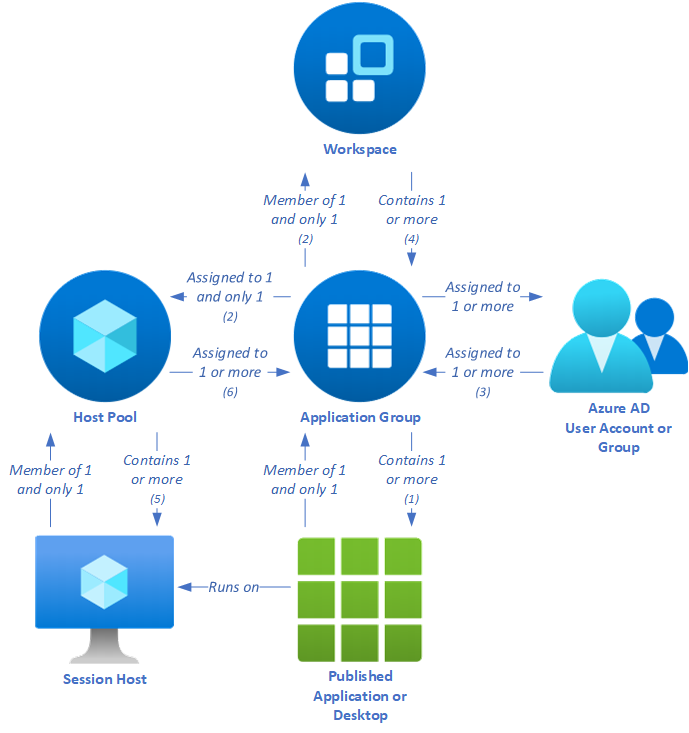 Workspace
Member of 1
and only 1
(2)
Contains 1
or more
(4)
Assigned to 1
and only 1
(2)
Assigned to
1 or more
Assigned to
1 or more
(6)
Assigned to
1 or more
(3)
Host Pool
Application Group
Azure AD
User Account or
Group
Member of 1
and only 1
Contains 1
or more
(5)
Member of 1
and only 1
Contains 1
or more
(1)
Runs on
Session Host
Published
Application or
Desktop